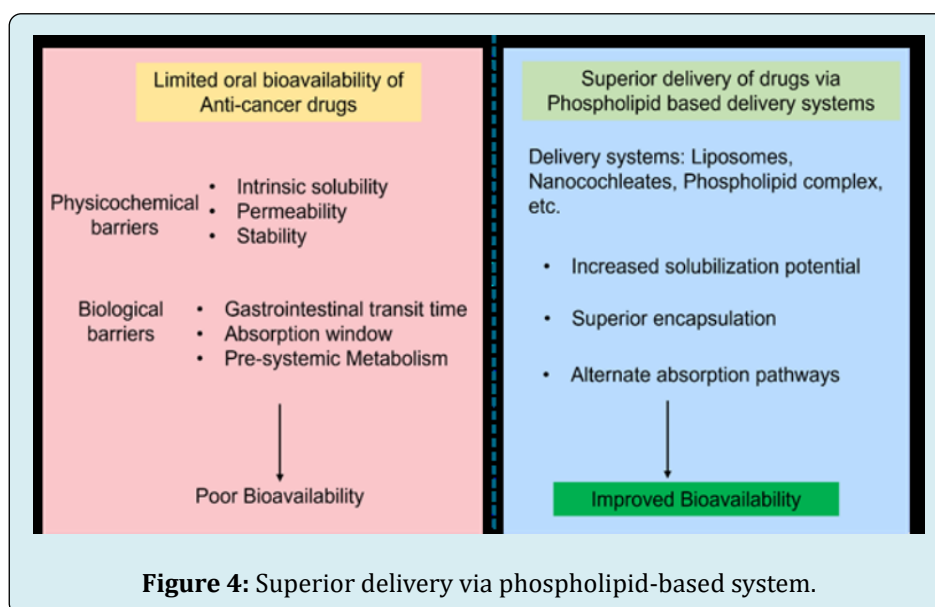 Limited oral bioavailability of
Anti-cancer drugs
Physicochemical
barriers
• Intrinsic solubility
• Permeability
• Stability
Biological
barriers
• Gastrointestinal transit time
• Absorption window
• Pre-systemic Metabolism
Poor Bioavailability
Superior delivery of drugs via
Phospholipid based delivery systems
Delivery systems: Liposomes,
Nanocochleates, Phospholipid complex,
etc.
• Increased solubilization potential
• Superior encapsulation
• Alternate absorption pathways
Improved Bioavailability
Figure 4: Superior delivery via phospholipid-based system.